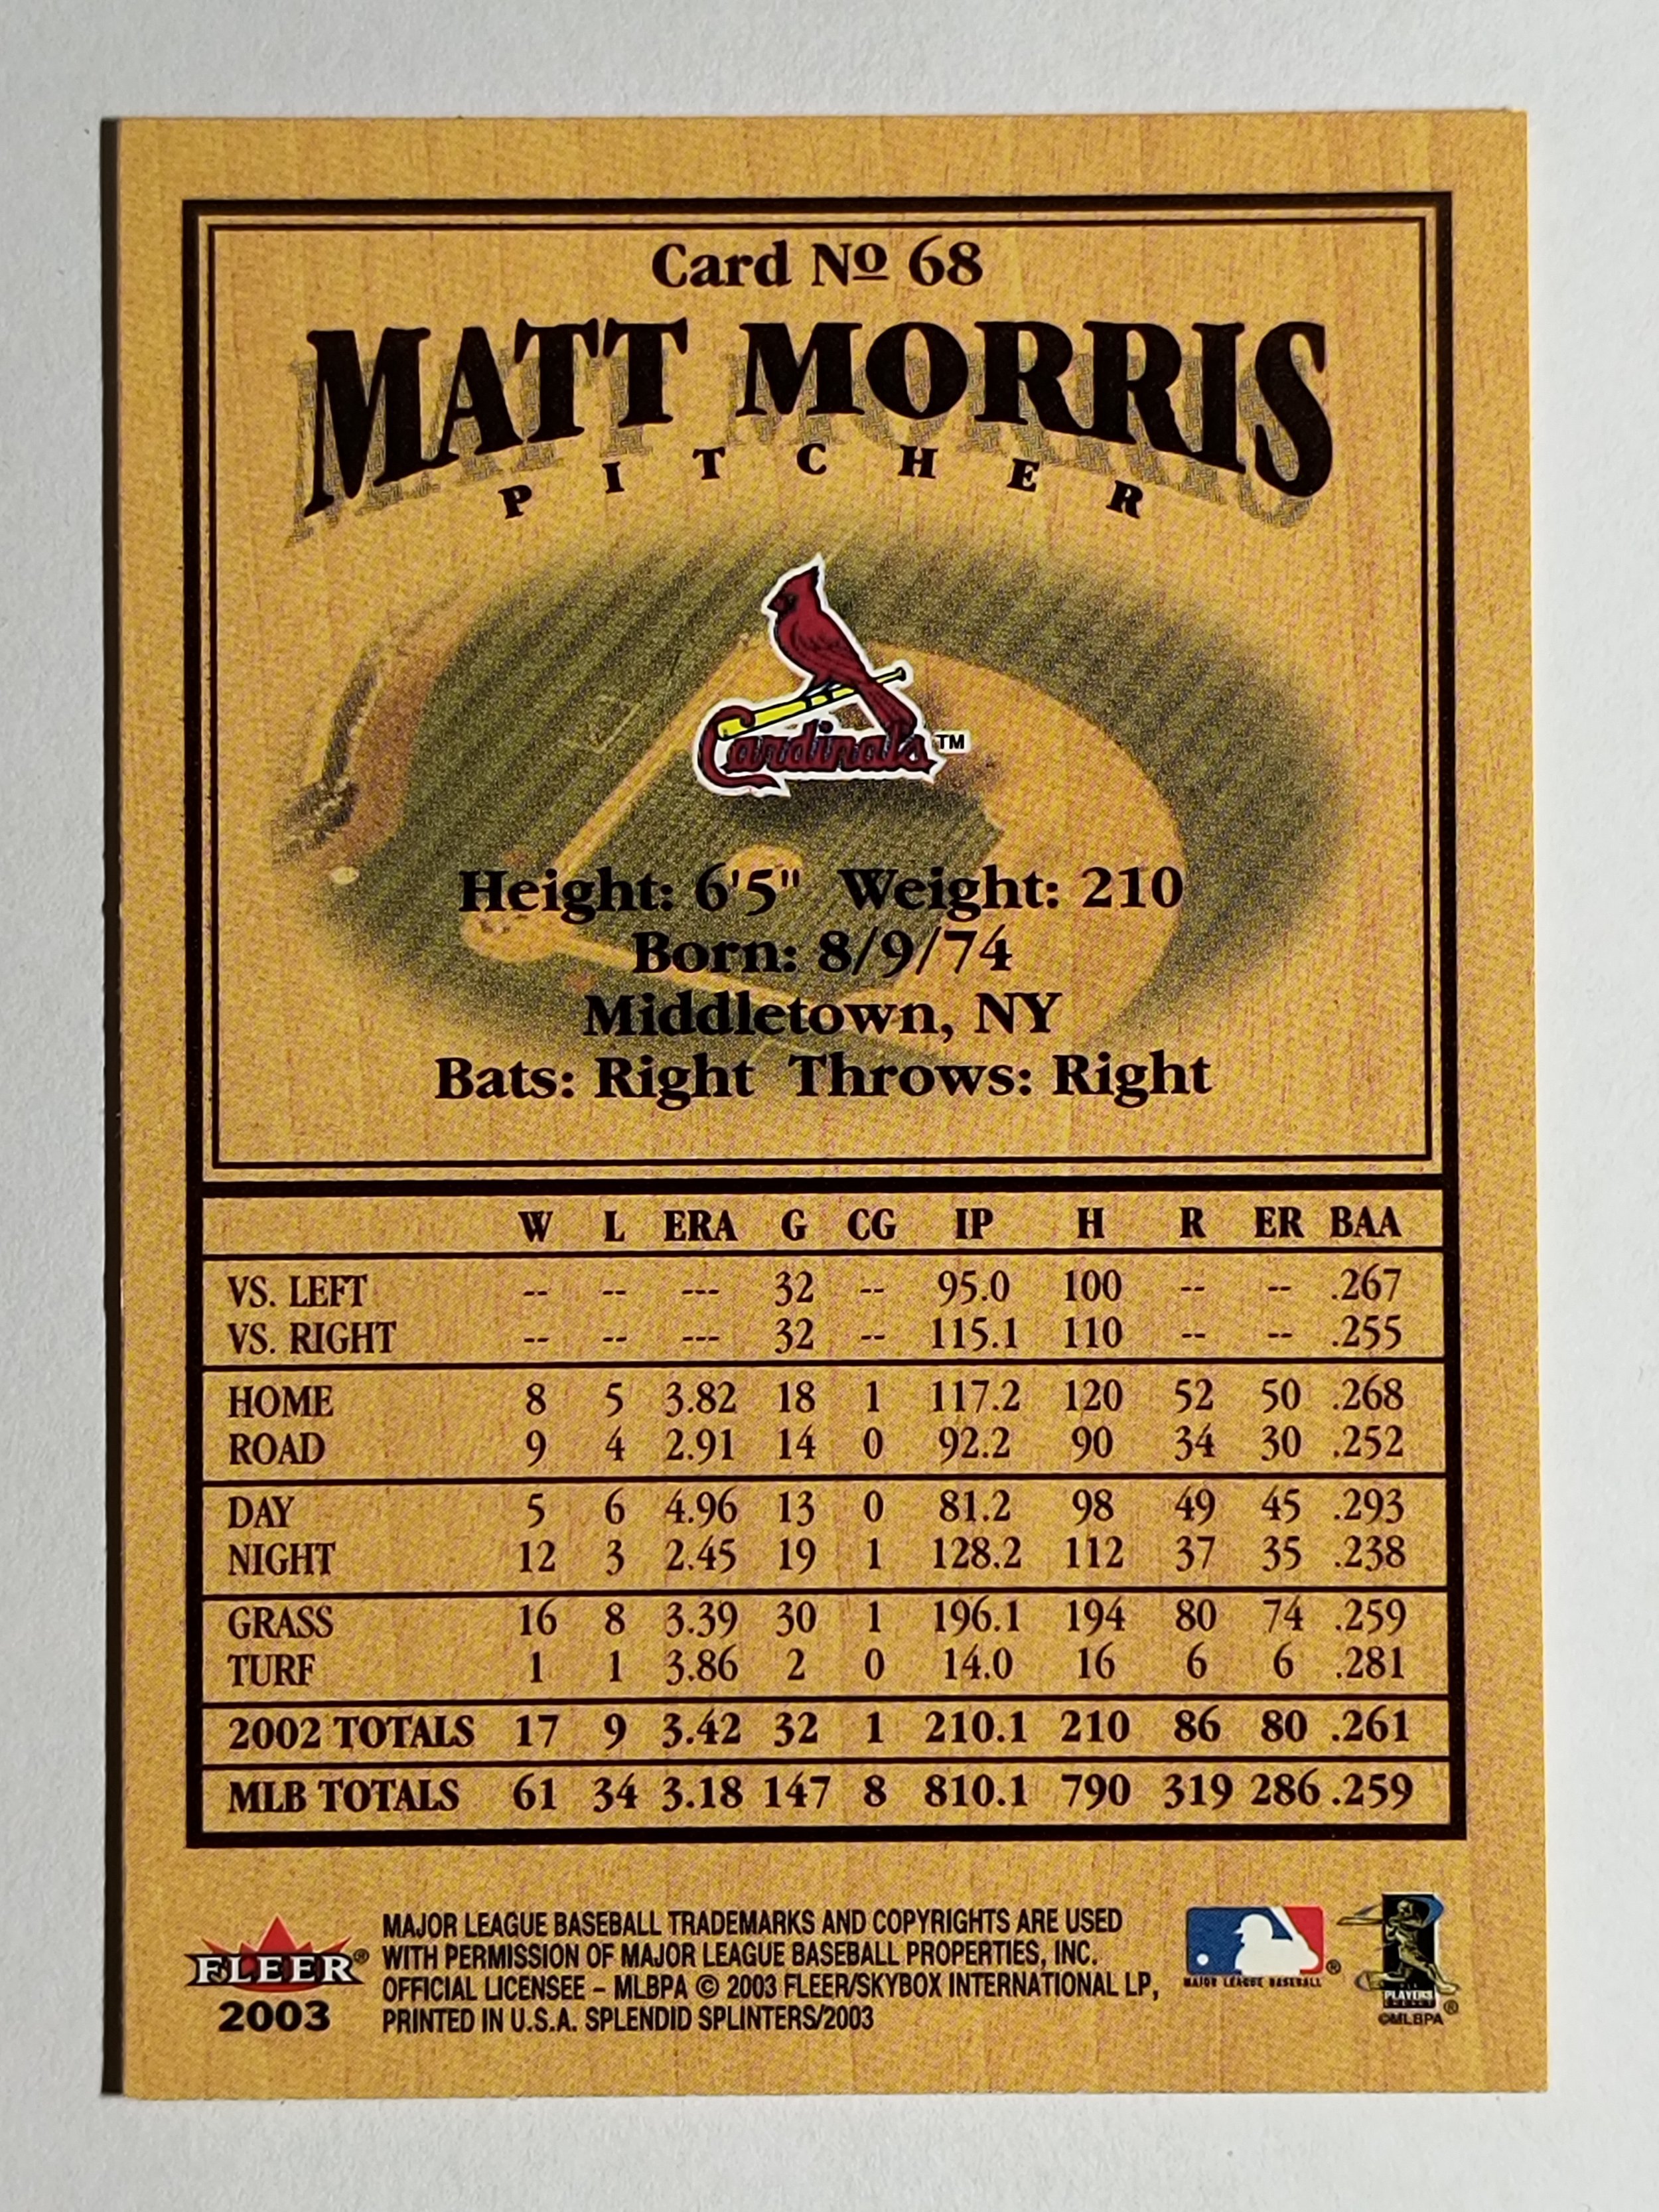 Card Nº 68
MATT MORRIS
PITCHER
Cardinals™
Height: 6'5" Weight: 210
Born: 8/9/74
Middletown, NY
Bats: Right Throws: Right
W L ERA G CG IP H R ER BAA
VS. LEFT -- -- --- 32 -- 95.0 100 -- -- .267
VS. RIGHT -- -- --- 32 -- 115.1 110 -- -- .255
HOME 8 5 3.82 18 1 117.2 120 52 50 .268
ROAD 9 4 2.91 14 0 92.2 90 34 30 .252
DAY 5 6 4.96 13 0 81.2 98 49 45 .293
NIGHT 12 3 2.45 19 1 128.2 112 37 35 .238
GRASS 16 8 3.39 30 1 196.1 194 80 74 .259
TURF 1 1 3.86 2 0 14.0 16 6 6 .281
2002 TOTALS 17 9 3.42 32 1 210.1 210 86 80 .261
MLB TOTALS 61 34 3.18 147 8 810.1 790 319 286 .259
FLEER®
2003
MAJOR LEAGUE BASEBALL TRADEMARKS AND COPYRIGHTS ARE USED
WITH PERMISSION OF MAJOR LEAGUE BASEBALL PROPERTIES, INC.
OFFICIAL LICENSEE – MLBPA © 2003 FLEER/SKYBOX INTERNATIONAL LP,
PRINTED IN U.S.A. SPLENDID SPLINTERS/2003
®
MAJOR LEAGUE BASEBALL
PLAYERS
®
©MLBPA